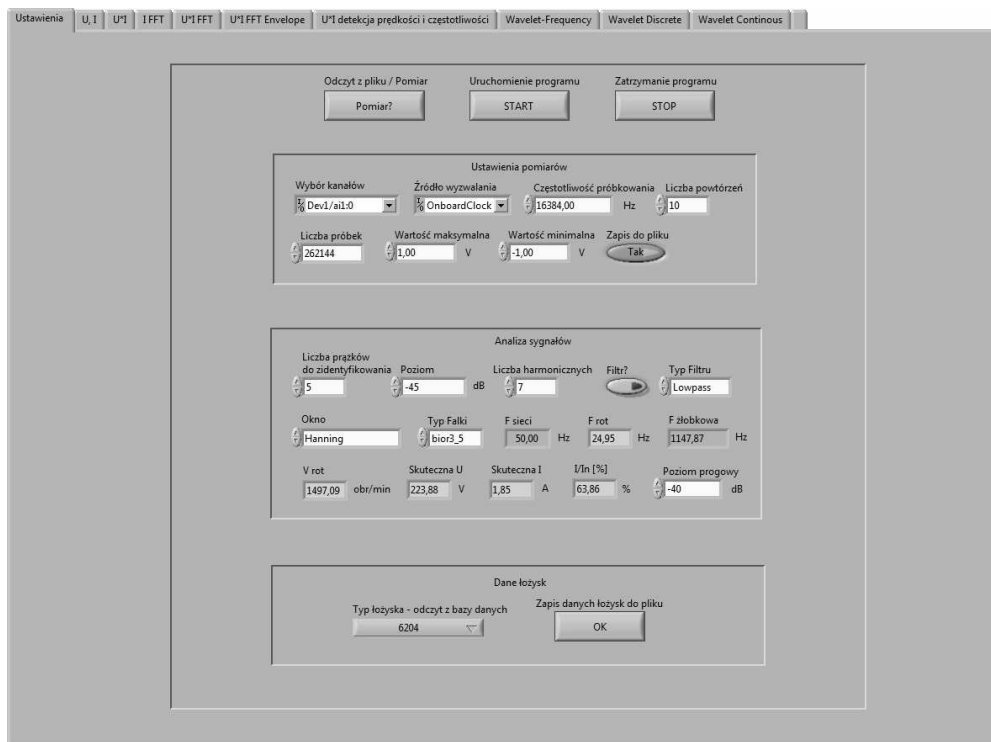 Ustawienia U, I U*I I FFT U*I FFT U*I FFT Envelope U*I detekcja prędkości i częstotliwości Wavelet-Frequency Wavelet Discrete Wavelet Continous
Odczyt z pliku / Pomiar Uruchomienie programu Zatrzymanie programu
Pomiar? START STOP
Ustawienia pomiarów
Wybór kanałów Źródło wyzwalania Częstotliwość próbkowania Liczba powtórzeń
Dev1/ai1:0 OnboardClock 16384,00 Hz 10
Liczba próbek Wartość maksymalna Wartość minimalna Zapis do pliku
262144 1,00 V -1,00 V Tak
Analiza sygnałów
Liczba prążków
do zidentyfikowania Poziom Liczba harmonicznych Filtr? Typ Filtru
5 -45 dB 7 Lowpass
Okno Typ Falki F sieci F rot F żłobkowa
Hanning bior3_5 50,00 Hz 24,95 Hz 1147,87 Hz
V rot Skuteczna U Skuteczna I I/In [%] Poziom progowy
1497,09 obr/min 223,88 V 1,85 A 63,86 % -40 dB
Dane łożysk
Typ łożyska - odczyt z bazy danych Zapis danych łożysk do pliku
6204 OK